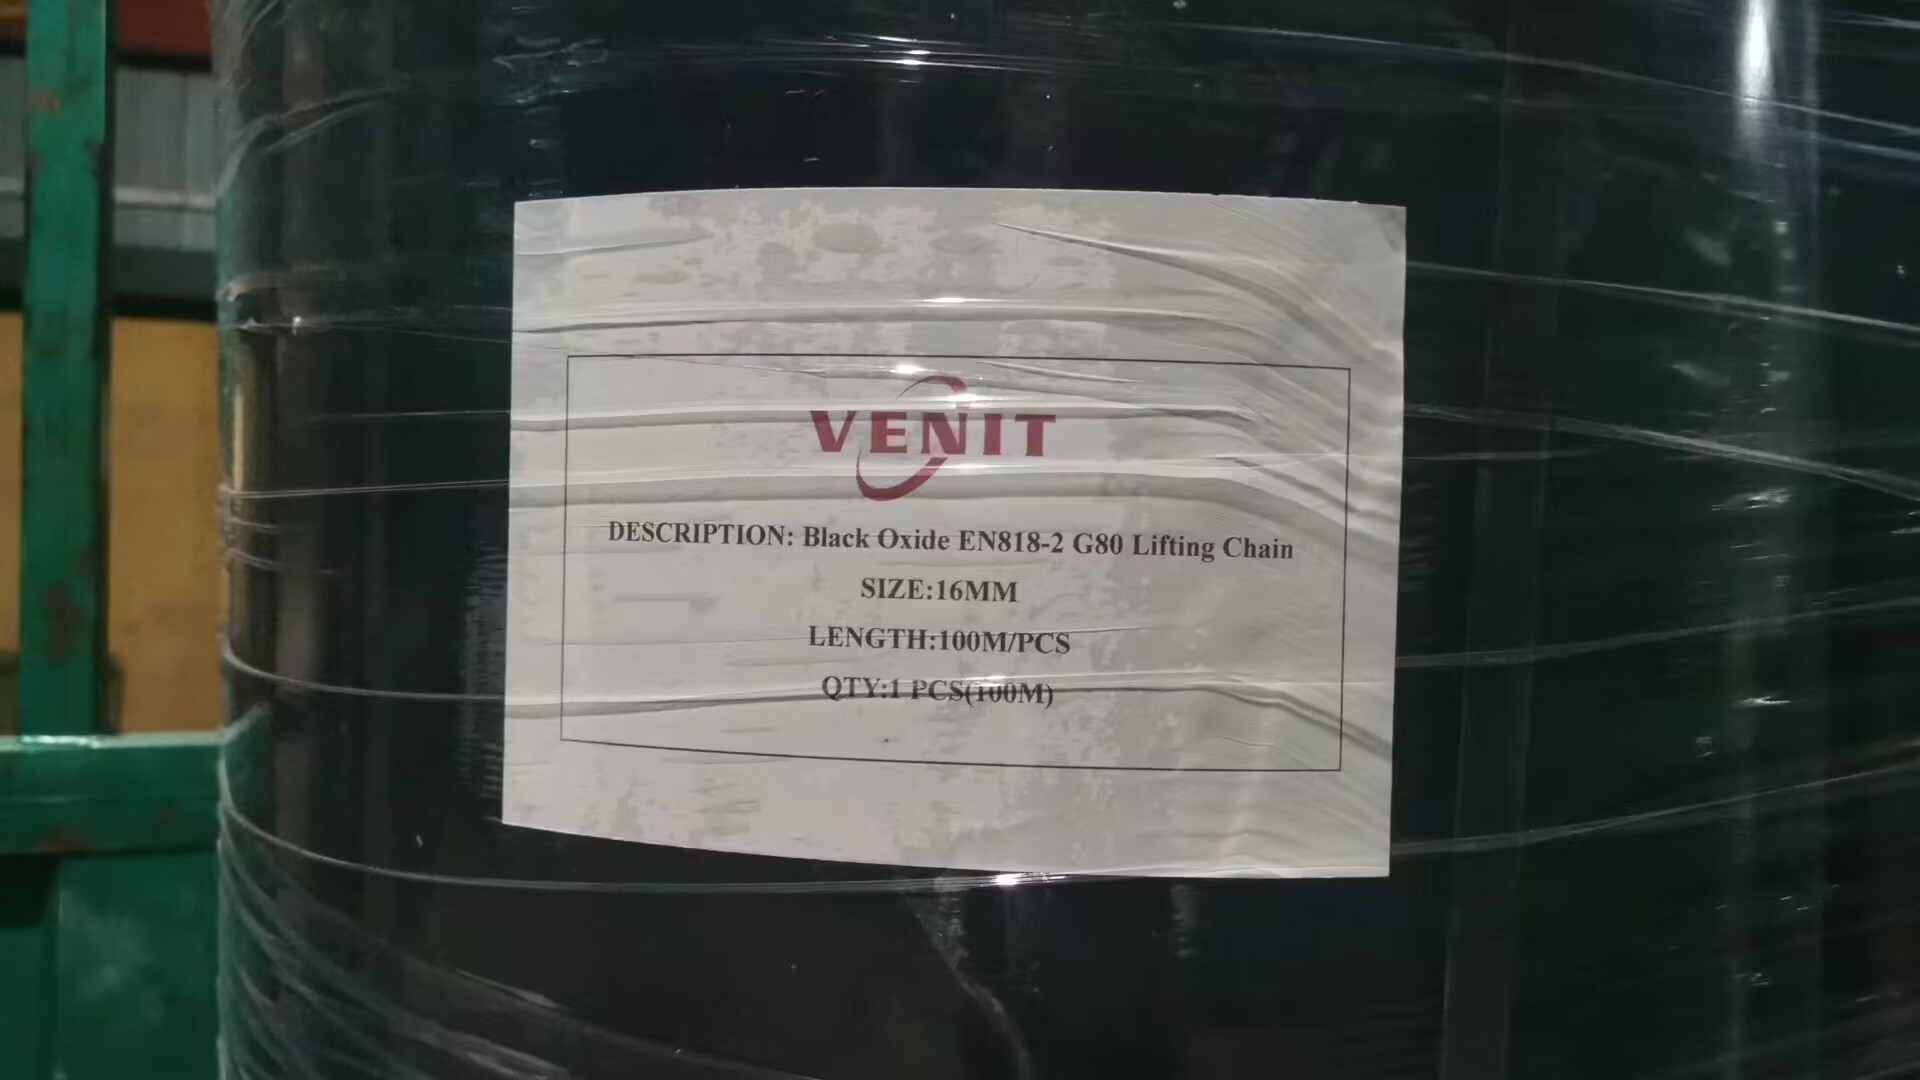 VENIT
DESCRIPTION: Black Oxide EN818-2 G80 Lifting Chain
SIZE:16MM
LENGTH:100M/PCS
QTY:1 PCS(100M)